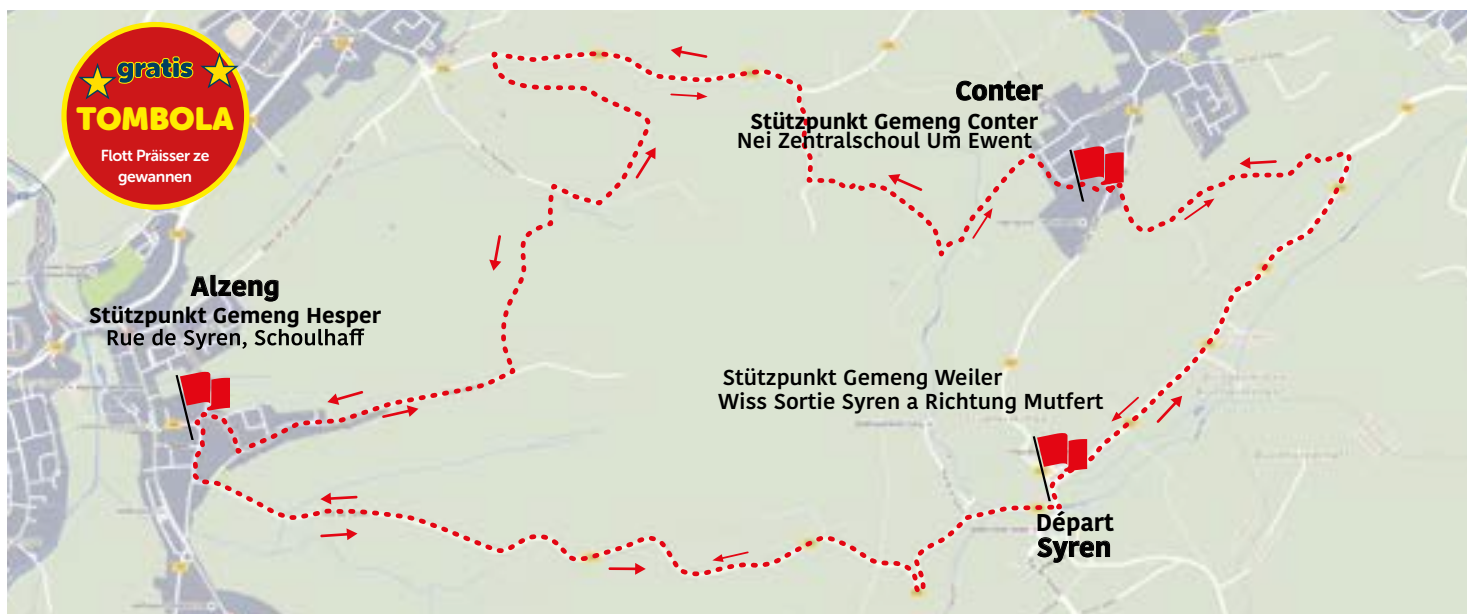 gratis
TOMBOLA
Flott Präisser ze
gewannen
Conter
Stützpunkt Gemeng Conter
Nei Zentralschoul Um Ewent
Alzeng
Stützpunkt Gemeng Hesper
Rue de Syren, Schoulhaff
Stützpunkt Gemeng Weiler
Wiss Sortie Syren a Richtung Mutfert
Départ
Syren